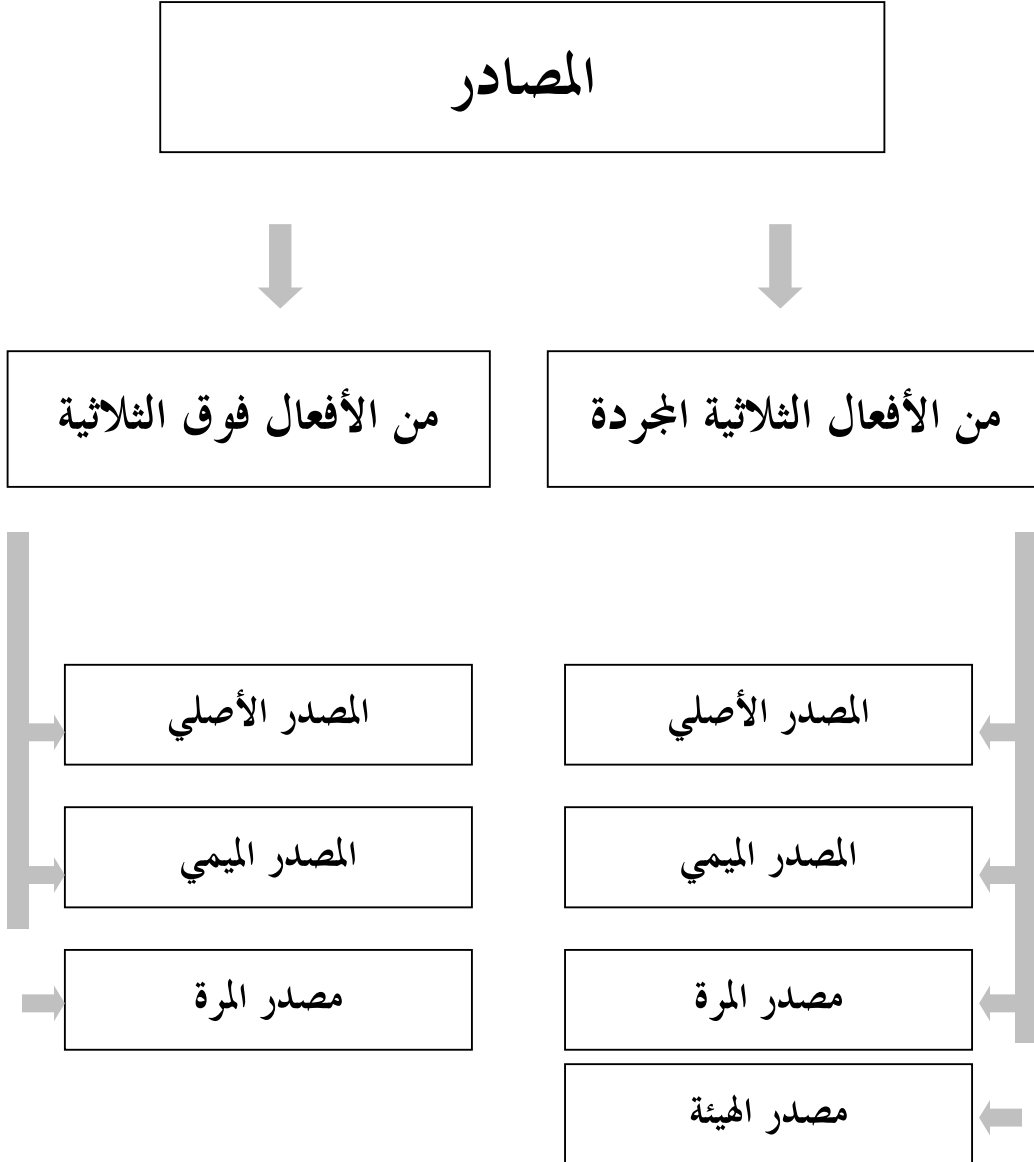 المصادر
من الأفعال الثلاثية المجردة
من الأفعال فوق الثلاثية
المصدر الأصلي
المصدر الأصلي
المصدر الميمي
المصدر الميمي
مصدر المرة
مصدر المرة
مصدر الهيئة